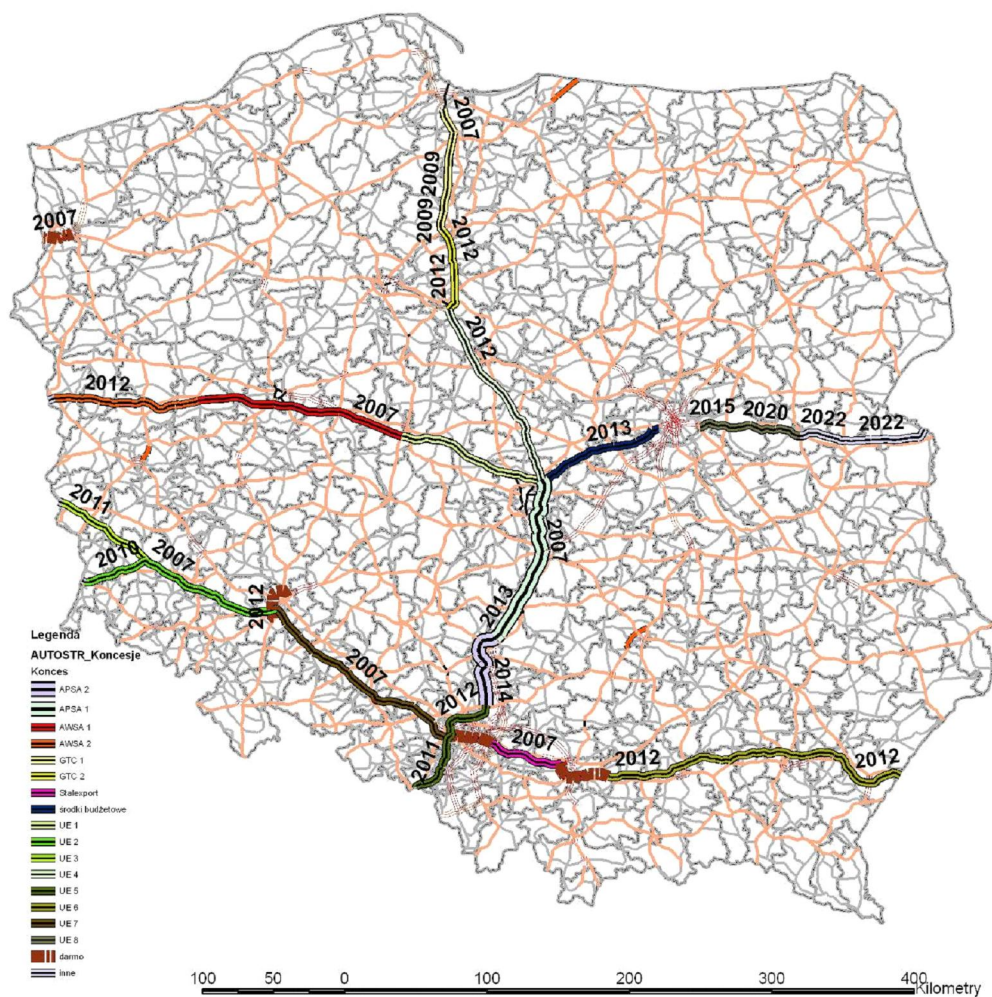 2007
2009
2009
2012
2012
2007
2012
2012
2007
2013
2015
2020
2022
2022
2011
2010
2007
2012
2007
2013
2007
2012
2014
2011
2007
2012
2012
Legenda
AUTOSTR_Koncesje
Konces
APSA 2
APSA 1
AWSA 1
AWSA 2
GTC 1
GTC 2
Stalexport
środki budżetowe
UE 1
UE 2
UE 3
UE 4
UE 5
UE 6
UE 7
UE 8
darmo
inne
100 50 0 100 200 300 400
Kilometry